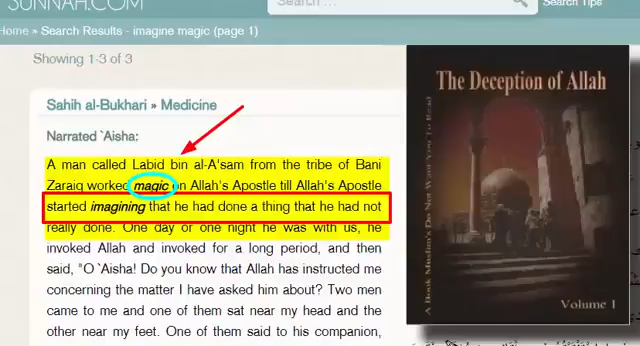 SUNNAH.COM
Search
Search Tips
Home » Search Results - imagine magic (page 1)
Showing 1-3 of 3
Sahih al-Bukhari » Medicine
Narrated `Aisha:
A man called Labid bin al-A'sam from the tribe of Bani
Zaraiq worked magic on Allah's Apostle till Allah's Apostle
started imagining that he had done a thing that he had not
really done. One day or one night he was with us, he
invoked Allah and invoked for a long period, and then
said, "O `Aisha! Do you know that Allah has instructed me
concerning the matter I have asked him about? Two men
came to me and one of them sat near my head and the
other near my feet. One of them said to his companion,
The Deception of Allah
A Book Muslim's Do Not Want You To Read
Volume 1